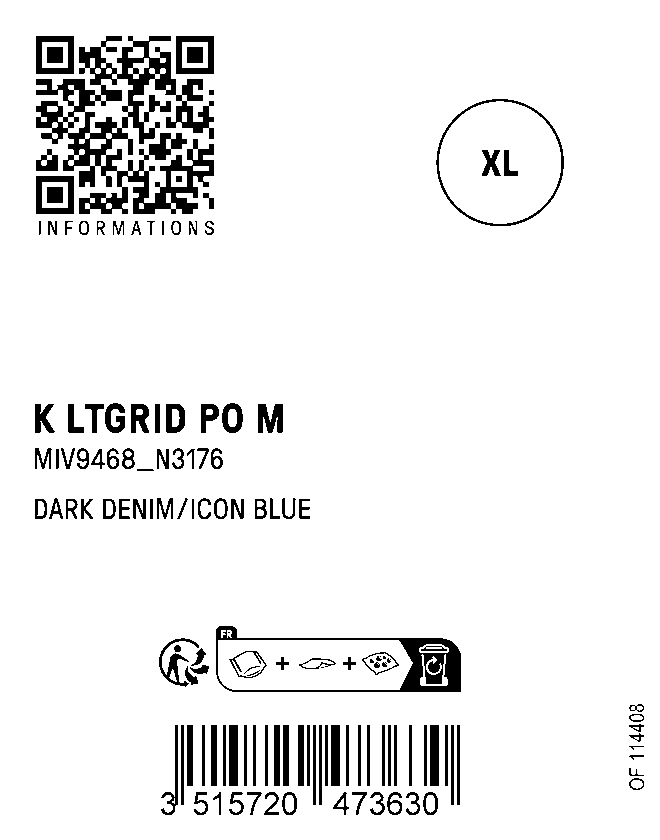 INFORMATIONS
XL
K LTGRID PO M
MIV9468_N3176
DARK DENIM/ICON BLUE
FR
+ +
3 515720 473630
OF 114408